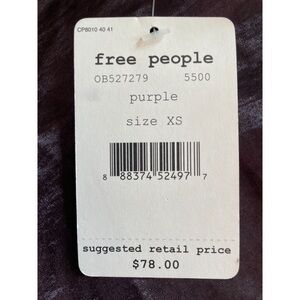 CP8010 40 41
free people
OB527279 5500
purple
size XS
8 88374 52497 7
suggested retail price
$78.00